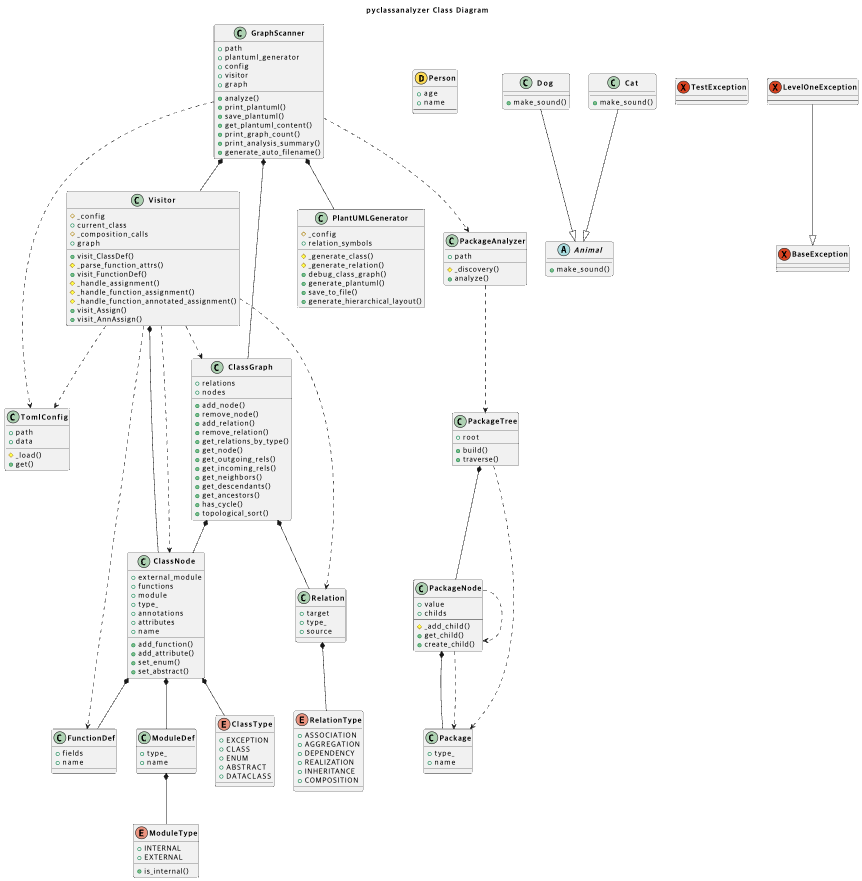 pyclassanalyzer Class Diagram
C GraphScanner
path
plantuml_generator
config
visitor
graph
analyze()
print_plantuml()
save_plantuml()
get_plantuml_content()
print_graph_count()
print_analysis_summary()
generate_auto_filename()
D Person
age
name
C Dog
make_sound()
C Cat
make_sound()
X TestException
X LevelOneException
C Visitor
_config
current_class
_composition_calls
graph
visit_ClassDef()
_parse_function_attrs()
visit_FunctionDef()
_handle_assignment()
_handle_function_assignment()
_handle_function_annotated_assignment()
visit_Assign()
visit_AnnAssign()
C PlantUMLGenerator
_config
relation_symbols
_generate_class()
_generate_relation()
debug_class_graph()
generate_plantuml()
save_to_file()
generate_hierarchical_layout()
C PackageAnalyzer
path
_discovery()
analyze()
A Animal
make_sound()
X BaseException
C ClassGraph
relations
nodes
add_node()
remove_node()
add_relation()
remove_relation()
get_relations_by_type()
get_node()
get_outgoing_rels()
get_incoming_rels()
get_neighbors()
get_descendants()
get_ancestors()
has_cycle()
topological_sort()
C TomlConfig
path
data
_load()
get()
C PackageTree
root
build()
traverse()
C ClassNode
external_module
functions
module
type_
annotations
attributes
name
add_function()
add_attribute()
set_enum()
set_abstract()
C Relation
target
type_
source
C PackageNode
value
childs
_add_child()
get_child()
create_child()
C FunctionDef
fields
name
C ModuleDef
type_
name
E ClassType
EXCEPTION
CLASS
ENUM
ABSTRACT
DATACLASS
E RelationType
ASSOCIATION
AGGREGATION
DEPENDENCY
REALIZATION
INHERITANCE
COMPOSITION
C Package
type_
name
E ModuleType
INTERNAL
EXTERNAL
is_internal()